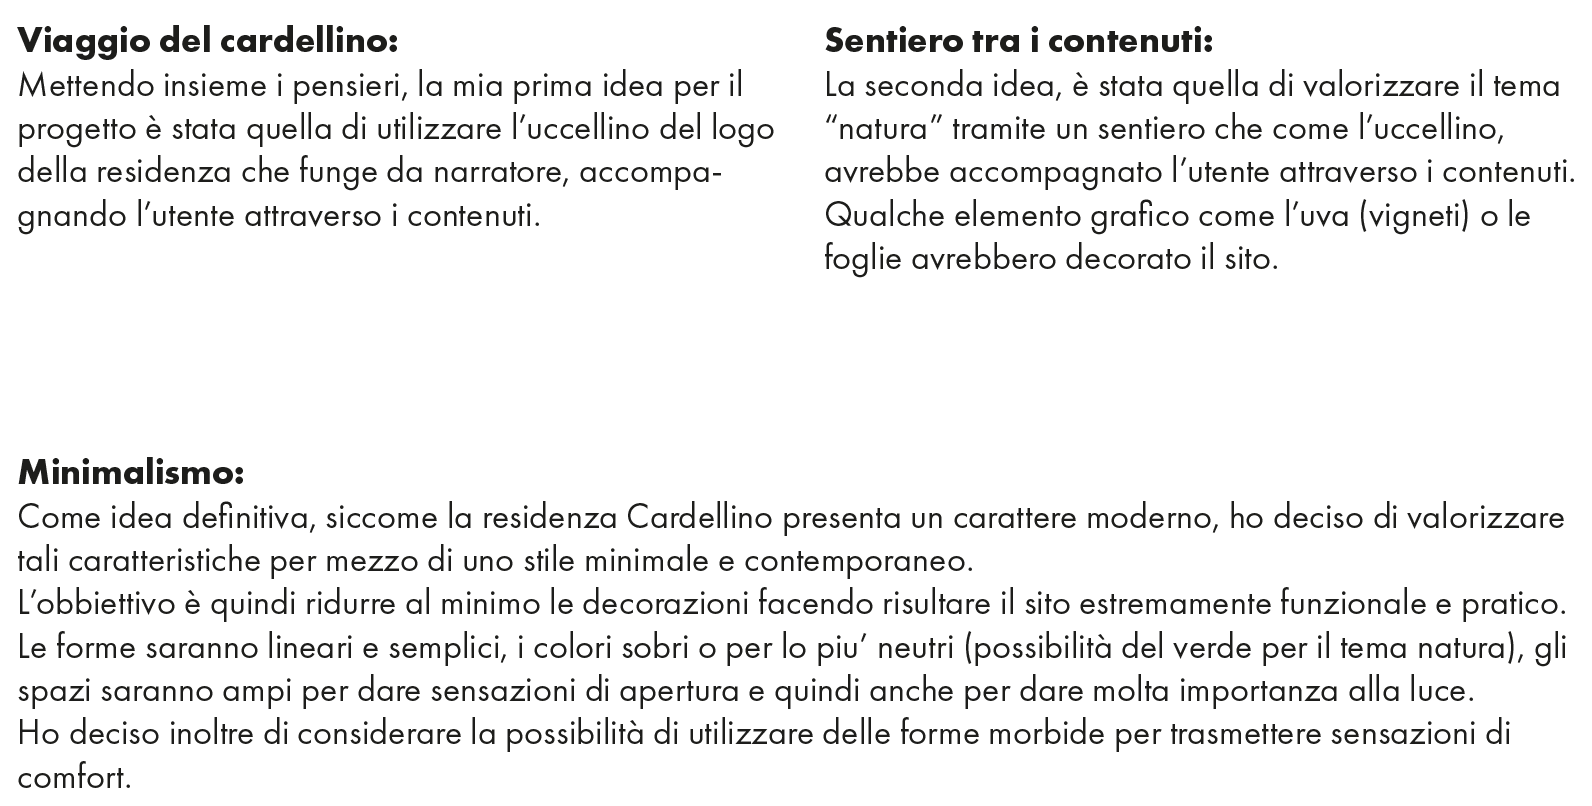 Viaggio del cardellino:
Mettendo insieme i pensieri, la mia prima idea per il
progetto è stata quella di utilizzare l’uccellino del logo
della residenza che funge da narratore, accompa-
gnando l’utente attraverso i contenuti.
Sentiero tra i contenuti:
La seconda idea, è stata quella di valorizzare il tema
“natura” tramite un sentiero che come l’uccellino,
avrebbe accompagnato l’utente attraverso i contenuti.
Qualche elemento grafico come l’uva (vigneti) o le
foglie avrebbero decorato il sito.
Minimalismo:
Come idea definitiva, siccome la residenza Cardellino presenta un carattere moderno, ho deciso di valorizzare
tali caratteristiche per mezzo di uno stile minimale e contemporaneo.
L’obbiettivo è quindi ridurre al minimo le decorazioni facendo risultare il sito estremamente funzionale e pratico.
Le forme saranno lineari e semplici, i colori sobri o per lo piu’ neutri (possibilità del verde per il tema natura), gli
spazi saranno ampi per dare sensazioni di apertura e quindi anche per dare molta importanza alla luce.
Ho deciso inoltre di considerare la possibilità di utilizzare delle forme morbide per trasmettere sensazioni di
comfort.